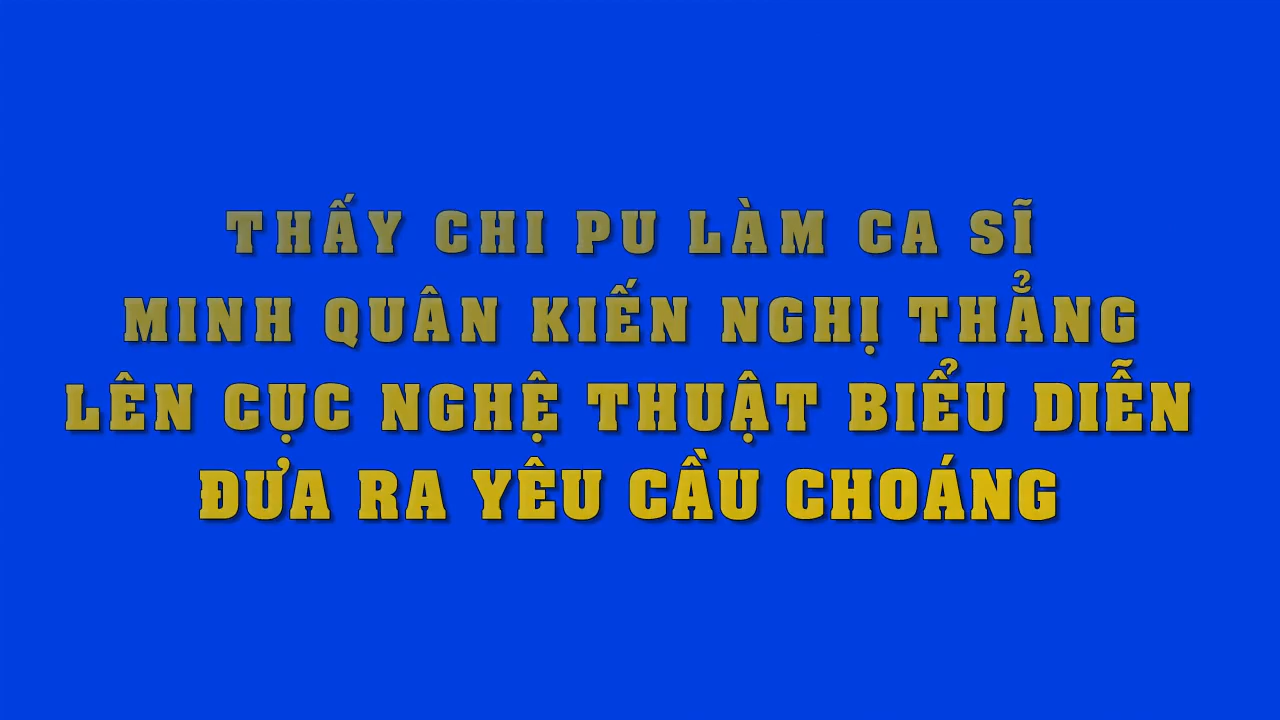 THẤY CHI PU LÀM CA SĨ
MINH QUÂN KIẾN NGHỊ THẲNG
LÊN CỤC NGHỆ THUẬT BIỂU DIỄN
ĐƯA RA YÊU CẦU CHOÁNG